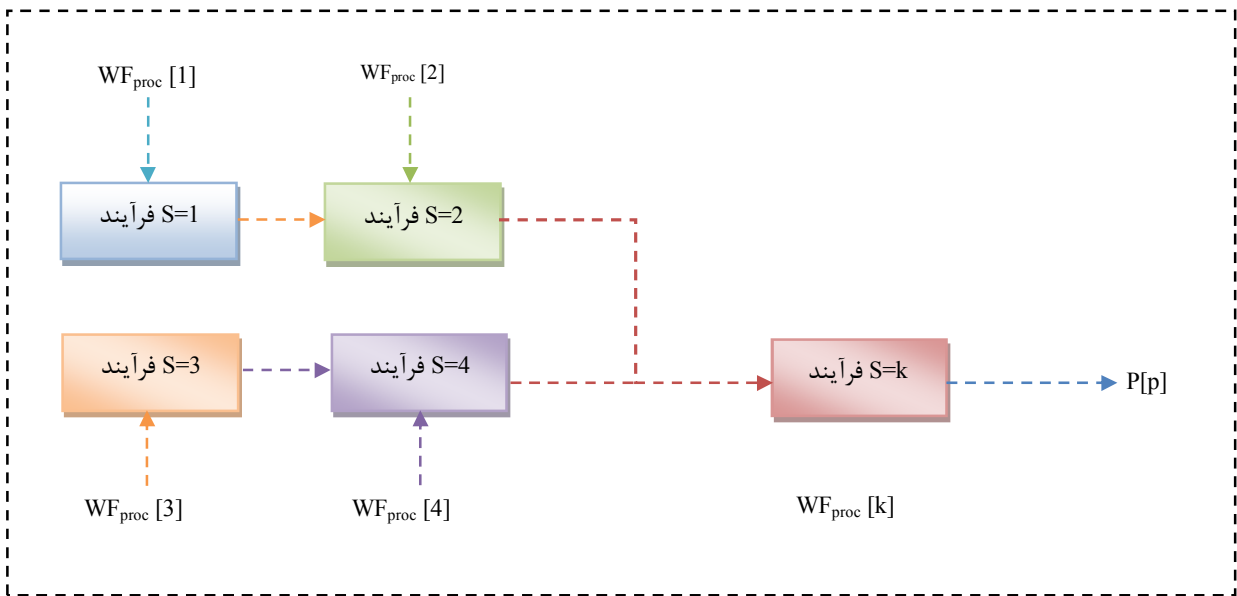 WFproc [1]
WFproc [2]
فرآیند S=1
فرآیند S=2
فرآیند S=3
فرآیند S=4
فرآیند S=k
P[p]
WFproc [3]
WFproc [4]
WFproc [k]